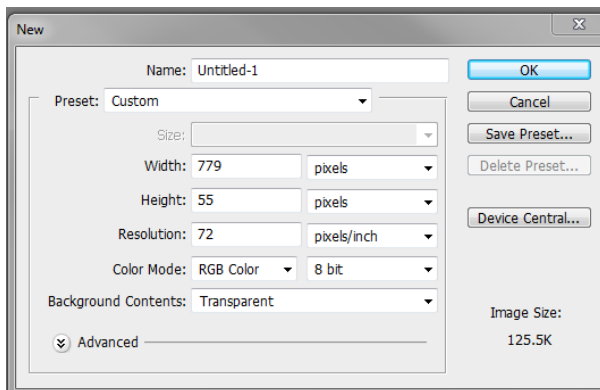 New
Name: Untitled-1
OK
Preset: Custom
Cancel
Size:
Save Preset...
Width: 779 pixels
Delete Preset...
Height: 55 pixels
Device Central...
Resolution: 72 pixels/inch
Color Mode: RGB Color 8 bit
Background Contents: Transparent
Image Size:
125.5K
Advanced